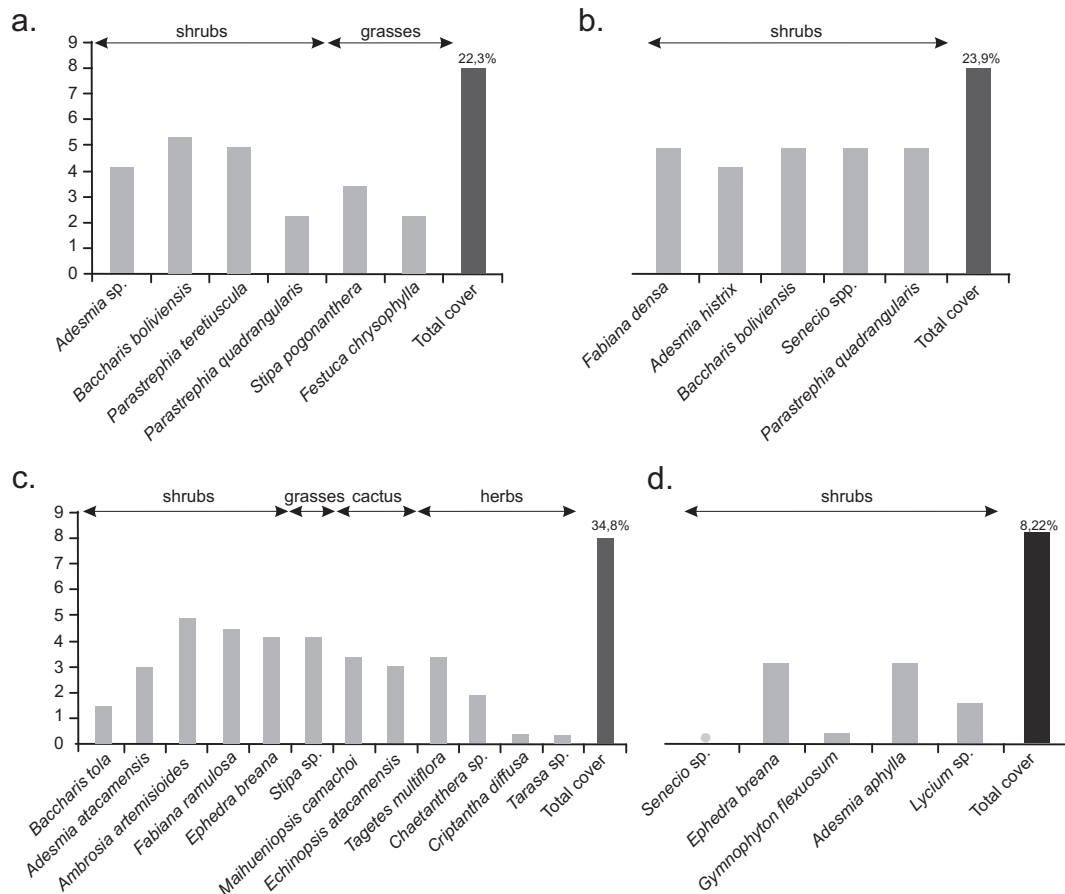 a.
shrubs
grasses
22,3%
9
8
7
6
5
4
3
2
1
0
Adesmia sp.
Baccharis boliviensis
Parastrephia teretiuscula
Parastrephia quadrangularis
Stipa pogonanthera
Festuca chrysophylla
Total cover
b.
shrubs
23,9%
Fabiana densa
Adesmia histrix
Baccharis boliviensis
Senecio spp.
Parastrephia quadrangularis
Total cover
c.
shrubs
grasses
cactus
herbs
34,8%
9
8
7
6
5
4
3
2
1
0
Baccharis tola
Adesmia atacamensis
Ambrosia artemisioides
Fabiana ramulosa
Ephedra breana
Stipa sp.
Maihueniopsis camachoi
Echinopsis atacamensis
Tagetes multiflora
Chaetanthera sp.
Criptantha diffusa
Tarasa sp.
Total cover
d.
shrubs
8,22%
Senecio sp.
Ephedra breana
Gymnophyton flexuosum
Adesmia aphylla
Lycium sp.
Total cover